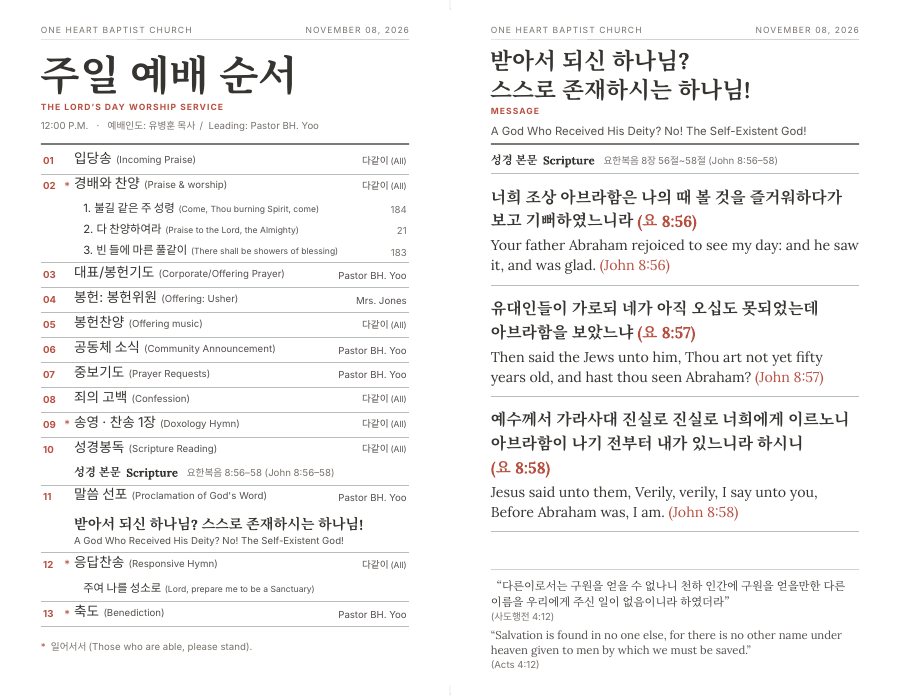 ONE HEART BAPTIST CHURCH NOVEMBER 08, 2026
주일 예배 순서
THE LORD'S DAY WORSHIP SERVICE
12:00 P.M. · 예배인도: 유병훈 목사 / Leading: Pastor BH. Yoo
01 입당송 (Incoming Praise) 다같이 (All)
02 * 경배와 찬양 (Praise & worship) 다같이 (All)
1. 불길 같은 주 성령 (Come, Thou burning Spirit, come) 184
2. 다 찬양하여라 (Praise to the Lord, the Almighty) 21
3. 빈 들에 마른 풀같이 (There shall be showers of blessing) 183
03 대표/봉헌기도 (Corporate/Offering Prayer) Pastor BH. Yoo
04 봉헌: 봉헌위원 (Offering: Usher) Mrs. Jones
05 봉헌찬양 (Offering music) 다같이 (All)
06 공동체 소식 (Community Announcement) Pastor BH. Yoo
07 중보기도 (Prayer Requests) Pastor BH. Yoo
08 죄의 고백 (Confession) 다같이 (All)
09 * 송영 · 찬송 1장 (Doxology Hymn) 다같이 (All)
10 성경봉독 (Scripture Reading) 다같이 (All)
성경 본문 Scripture 요한복음 8:56–58 (John 8:56–58)
11 말씀 선포 (Proclamation of God's Word) Pastor BH. Yoo
받아서 되신 하나님? 스스로 존재하시는 하나님!
A God Who Received His Deity? No! The Self-Existent God!
12 * 응답찬송 (Responsive Hymn) 다같이 (All)
주여 나를 성소로 (Lord, prepare me to be a Sanctuary)
13 * 축도 (Benediction) Pastor BH. Yoo
* 일어서서 (Those who are able, please stand).
ONE HEART BAPTIST CHURCH NOVEMBER 08, 2026
받아서 되신 하나님?
스스로 존재하시는 하나님!
MESSAGE
A God Who Received His Deity? No! The Self-Existent God!
성경 본문 Scripture 요한복음 8장 56절~58절 (John 8:56–58)
너희 조상 아브라함은 나의 때 볼 것을 즐거워하다가
보고 기뻐하였느니라 (요 8:56)
Your father Abraham rejoiced to see my day: and he saw
it, and was glad. (John 8:56)
유대인들이 가로되 네가 아직 오십도 못되었는데
아브라함을 보았느냐 (요 8:57)
Then said the Jews unto him, Thou art not yet fifty
years old, and hast thou seen Abraham? (John 8:57)
예수께서 가라사대 진실로 진실로 너희에게 이르노니
아브라함이 나기 전부터 내가 있느니라 하시니
(요 8:58)
Jesus said unto them, Verily, verily, I say unto you,
Before Abraham was, I am. (John 8:58)
“다른이로서는 구원을 얻을 수 없나니 천하 인간에 구원을 얻을만한 다른
이름을 우리에게 주신 일이 없음이니라 하였더라”
(사도행전 4:12)
“Salvation is found in no one else, for there is no other name under
heaven given to men by which we must be saved.”
(Acts 4:12)